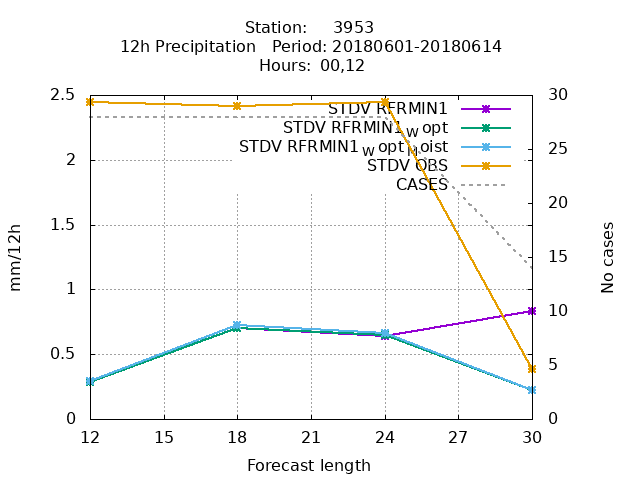 Station: 3953
12h Precipitation Period: 20180601-20180614
Hours: 00,12
2.5
2
1.5
1
0.5
0
30
25
20
15
10
5
0
STDV RFRMIN1
STDV RFRMIN1_W opt
STDV RFRMIN1_W opt_Moist
STDV OBS
CASES
mm/12h
No cases
12 15 18 21 24 27 30
Forecast length